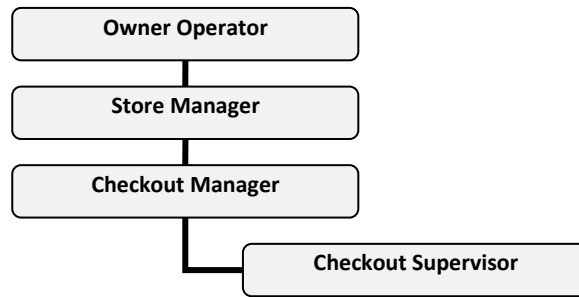 Owner Operator
Store Manager
Checkout Manager
Checkout Supervisor